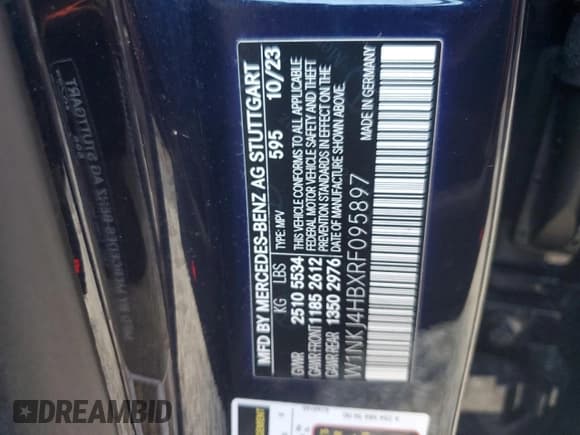 MFD BY MERCEDES-BENZ AG STUTTGART
595 10/23
KG LBS TYPE: MPV
GVWR 2510 5534
GAWR FRONT 1185 2612
GAWR REAR 1350 2976
THIS VEHICLE CONFORMS TO ALL APPLICABLE
FEDERAL MOTOR VEHICLE SAFETY AND THEFT
PREVENTION STANDARDS IN EFFECT ON THE
DATE OF MANUFACTURE SHOWN ABOVE.
MADE IN GERMANY
W1NKJ4HBXRF095897
DREAMBID